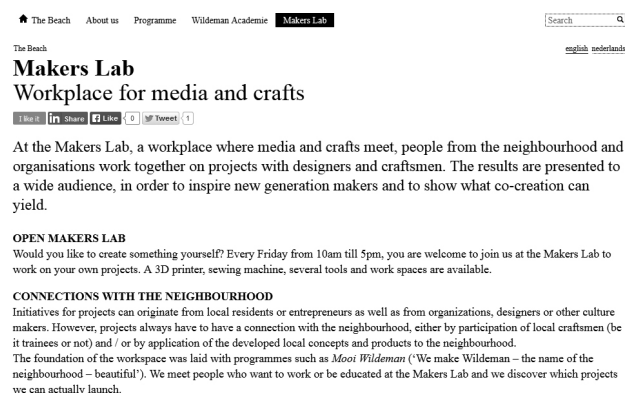 The Beach About us Programme Wildeman Academie Makers Lab Search
The Beach english nederlands
Makers Lab
Workplace for media and crafts
I like it in Share f Like 0 Tweet 1
At the Makers Lab, a workplace where media and crafts meet, people from the neighbourhood and
organisations work together on projects with designers and craftsmen. The results are presented to
a wide audience, in order to inspire new generation makers and to show what co-creation can
yield.
OPEN MAKERS LAB
Would you like to create something yourself? Every Friday from 10am till 5pm, you are welcome to join us at the Makers Lab to
work on your own projects. A 3D printer, sewing machine, several tools and work spaces are available.
CONNECTIONS WITH THE NEIGHBOURHOOD
Initiatives for projects can originate from local residents or entrepreneurs as well as from organizations, designers or other culture
makers. However, projects always have to have a connection with the neighbourhood, either by participation of local craftsmen (be
it trainees or not) and / or by application of the developed local concepts and products to the neighbourhood.
The foundation of the workspace was laid with programmes such as Mooi Wildeman (‘We make Wildeman – the name of the
neighbourhood – beautiful’). We meet people who want to work or be educated at the Makers Lab and we discover which projects
we can actually launch.